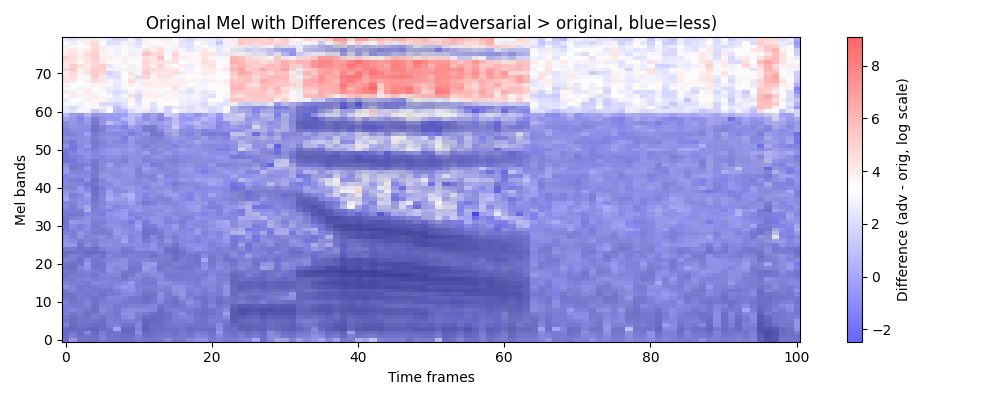 Original Mel with Differences (red=adversarial > original, blue=less)
Mel bands
70
60
50
40
30
20
10
0
0 20 40 60 80 100
Time frames
8
6
4
2
0
−2
Difference (adv - orig, log scale)